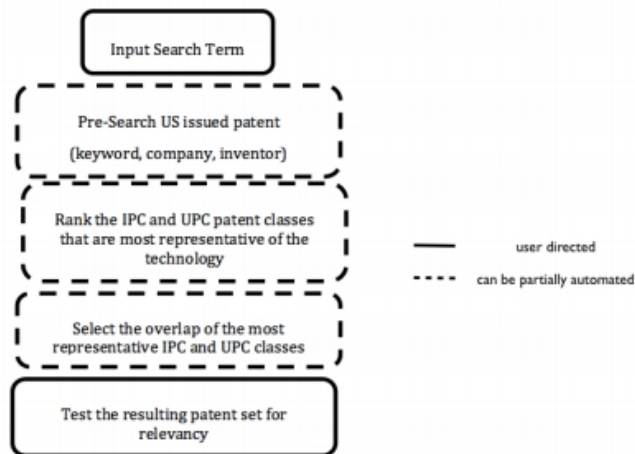 Input Search Term
Pre-Search US issued patent
(keyword, company, inventor)
Rank the IPC and UPC patent classes
that are most representative of the
technology
user directed
can be partially automated
Select the overlap of the most
representative IPC and UPC classes
Test the resulting patent set for
relevancy